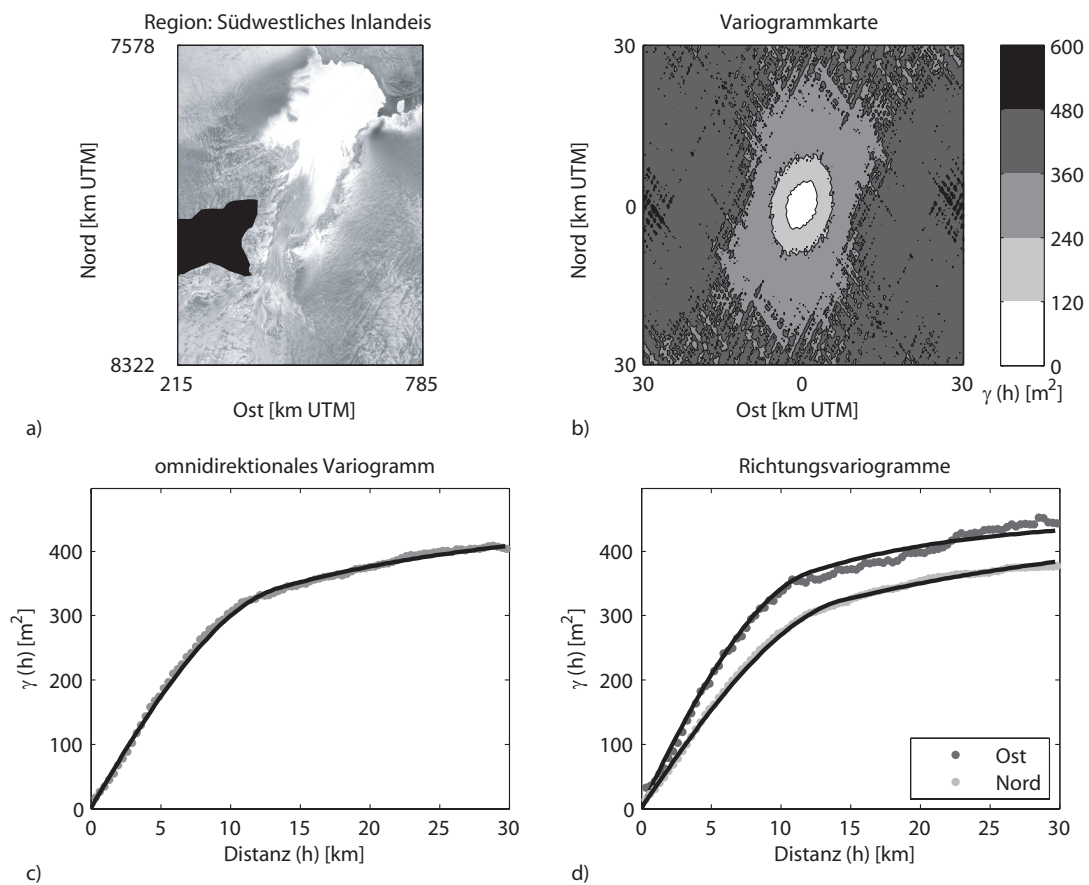 Region: Südwestliches Inlandeis
7578
Nord [km UTM]
8322
215
785
Ost [km UTM]
a)
Variogrammkarte
30
Nord [km UTM]
0
30
30
0
30
Ost [km UTM]
b)
600
480
360
240
120
0
γ (h) [m²]
omnidirektionales Variogramm
400
300
200
100
0
γ (h) [m²]
0
5
10
15
20
25
30
Distanz (h) [km]
c)
Richtungsvariogramme
400
300
200
100
0
γ (h) [m²]
Ost
Nord
0
5
10
15
20
25
30
Distanz (h) [km]
d)